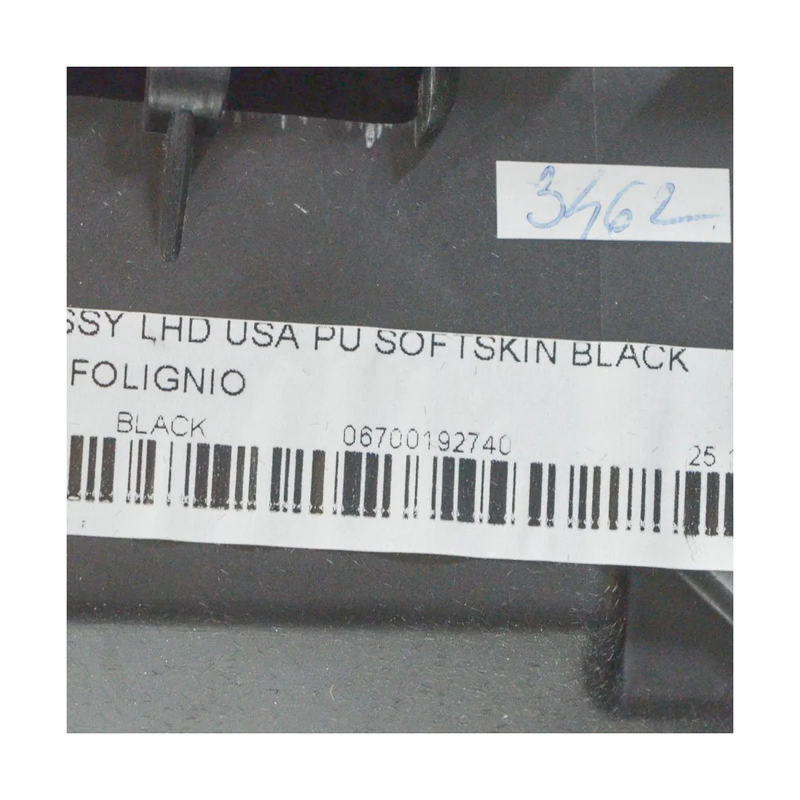 3462
SSY LHD USA PU SOFTSKIN BLACK
FOLIGNIO
BLACK 06700192740 25